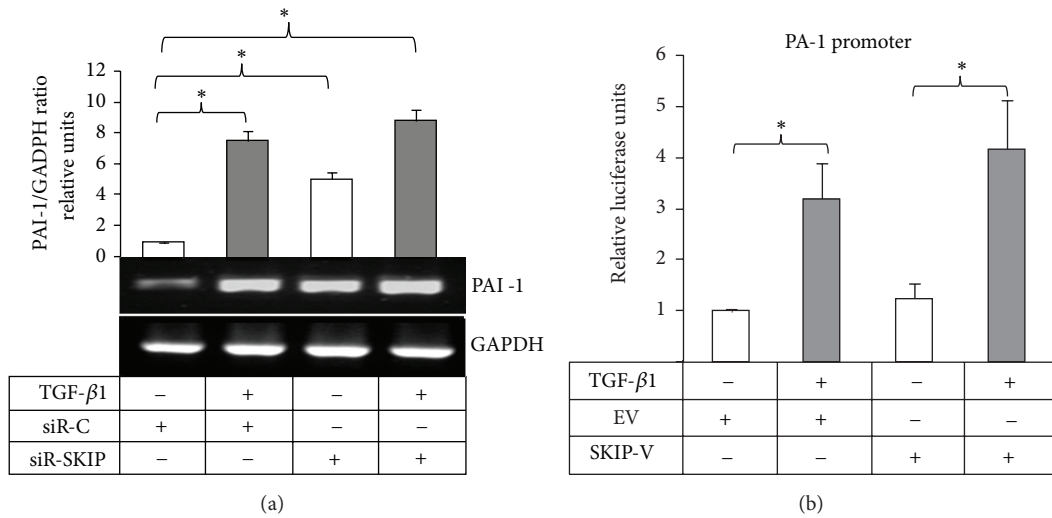 *
*
*
PAI-1/GADPH ratio
relative units
12
10
8
6
4
2
0
PAI -1
GAPDH
TGF-β1 − + − +
siR-C + + − −
siR-SKIP − − + +
(a)
PA-1 promoter
*
*
Relative luciferase units
6
5
4
3
2
1
TGF-β1 − + − +
EV + + − −
SKIP-V − − + +
(b)